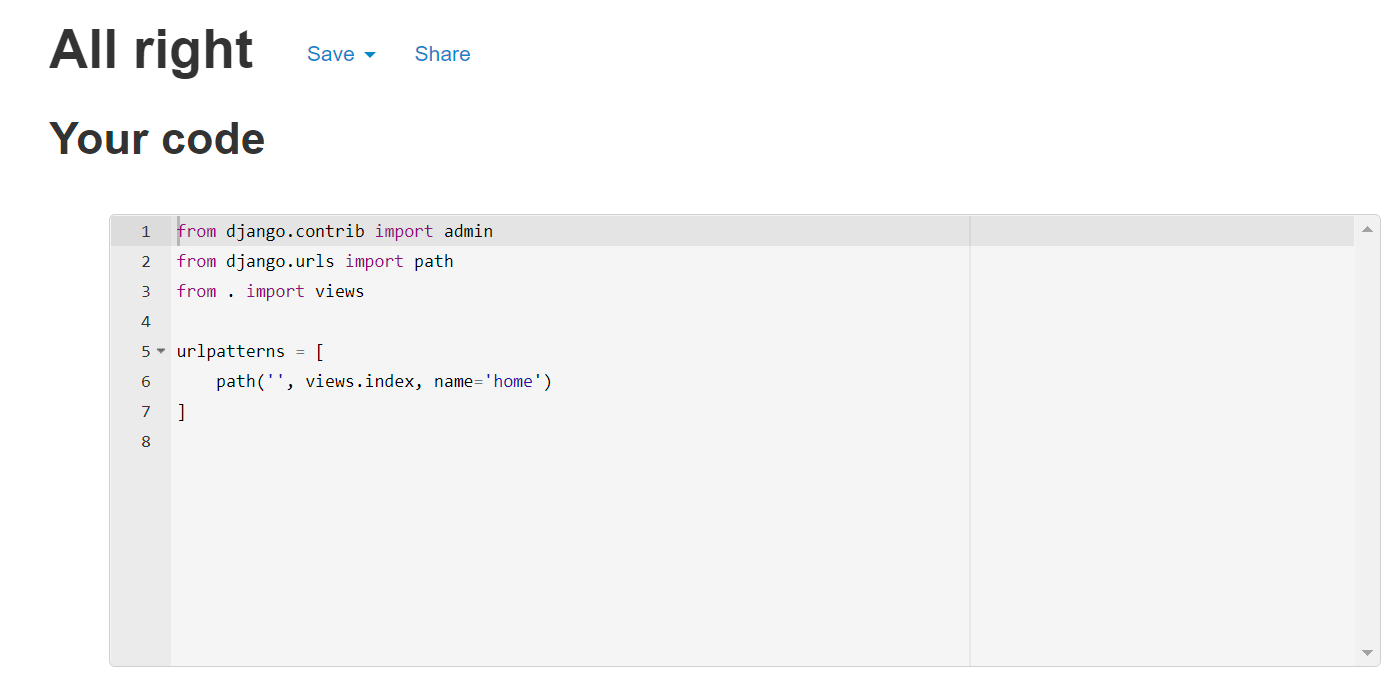 All right Save Share
Your code
1 from django.contrib import admin
2 from django.urls import path
3 from . import views
4
5 urlpatterns = [
6     path('', views.index, name='home')
7 ]
8